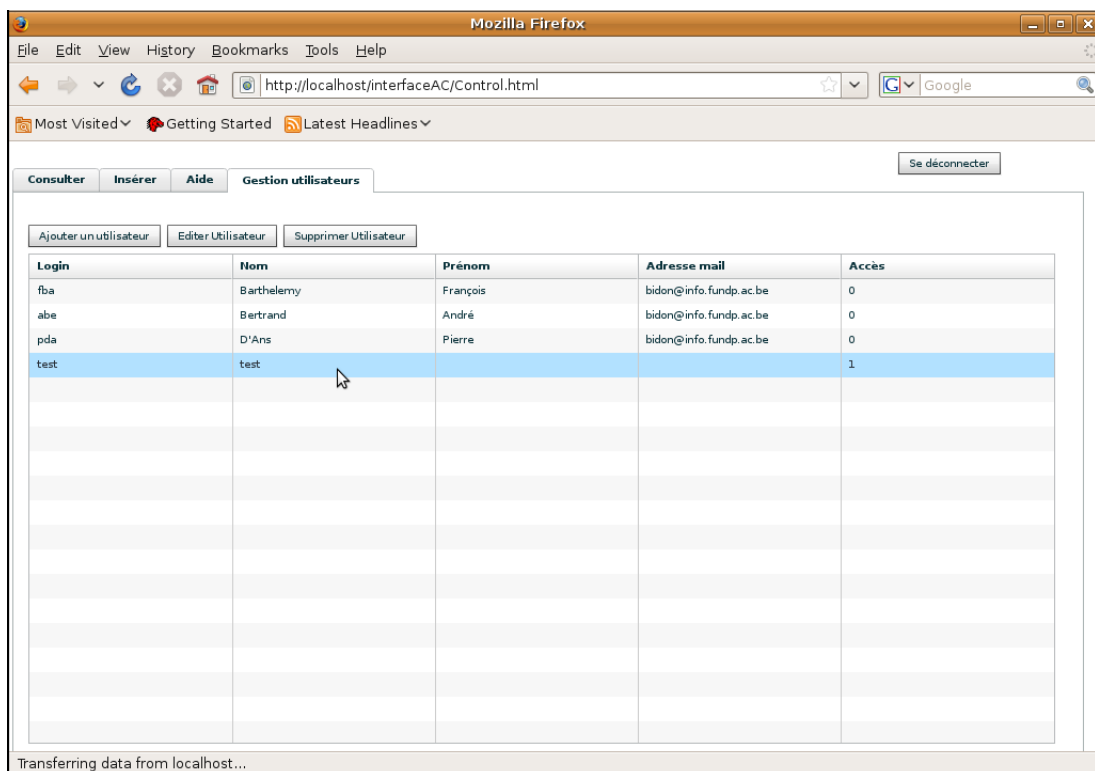 Mozilla Firefox
File Edit View History Bookmarks Tools Help
http://localhost/interfaceAC/Control.html G Google
Most Visited Getting Started Latest Headlines
Se déconnecter
Consulter Insérer Aide Gestion utilisateurs
Ajouter un utilisateur Editer Utilisateur Supprimer Utilisateur
Login Nom Prénom Adresse mail Accès
fba Barthelemy François bidon@info.fundp.ac.be 0
abe Bertrand André bidon@info.fundp.ac.be 0
pda D'Ans Pierre bidon@info.fundp.ac.be 0
test test 1
Transferring data from localhost...